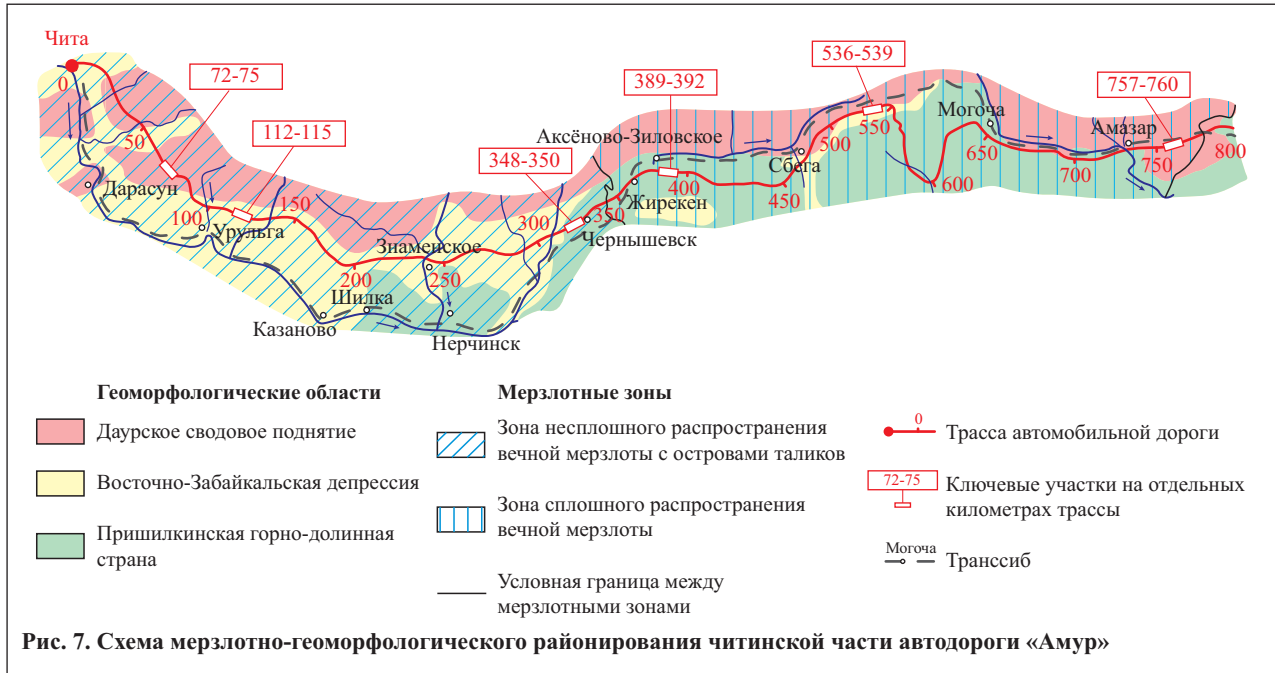 Чита
0
72-75
112-115
348-350
389-392
536-539
757-760
50
100
150
200
250
300
350
400
450
500
550
600
650
700
750
800
Дарасун
Урульга
Знаменское
Шилка
Казаново
Нерчинск
Чернышевск
Жирекен
Аксёново-Зиловское
Сбега
Могоча
Амазар
Геоморфологические области
Даурское сводовое поднятие
Восточно-Забайкальская депрессия
Пришилкинская горно-долинная
страна
Мерзлотные зоны
Зона несплошного распространения
вечной мерзлоты с островами таликов
Зона сплошного распространения
вечной мерзлоты
Условная граница между
мерзлотными зонами
0
Трасса автомобильной дороги
72-75
Ключевые участки на отдельных
километрах трассы
Могоча
Транссиб
Рис. 7. Схема мерзлотно-геоморфологического районирования читинской части автодороги «Амур»